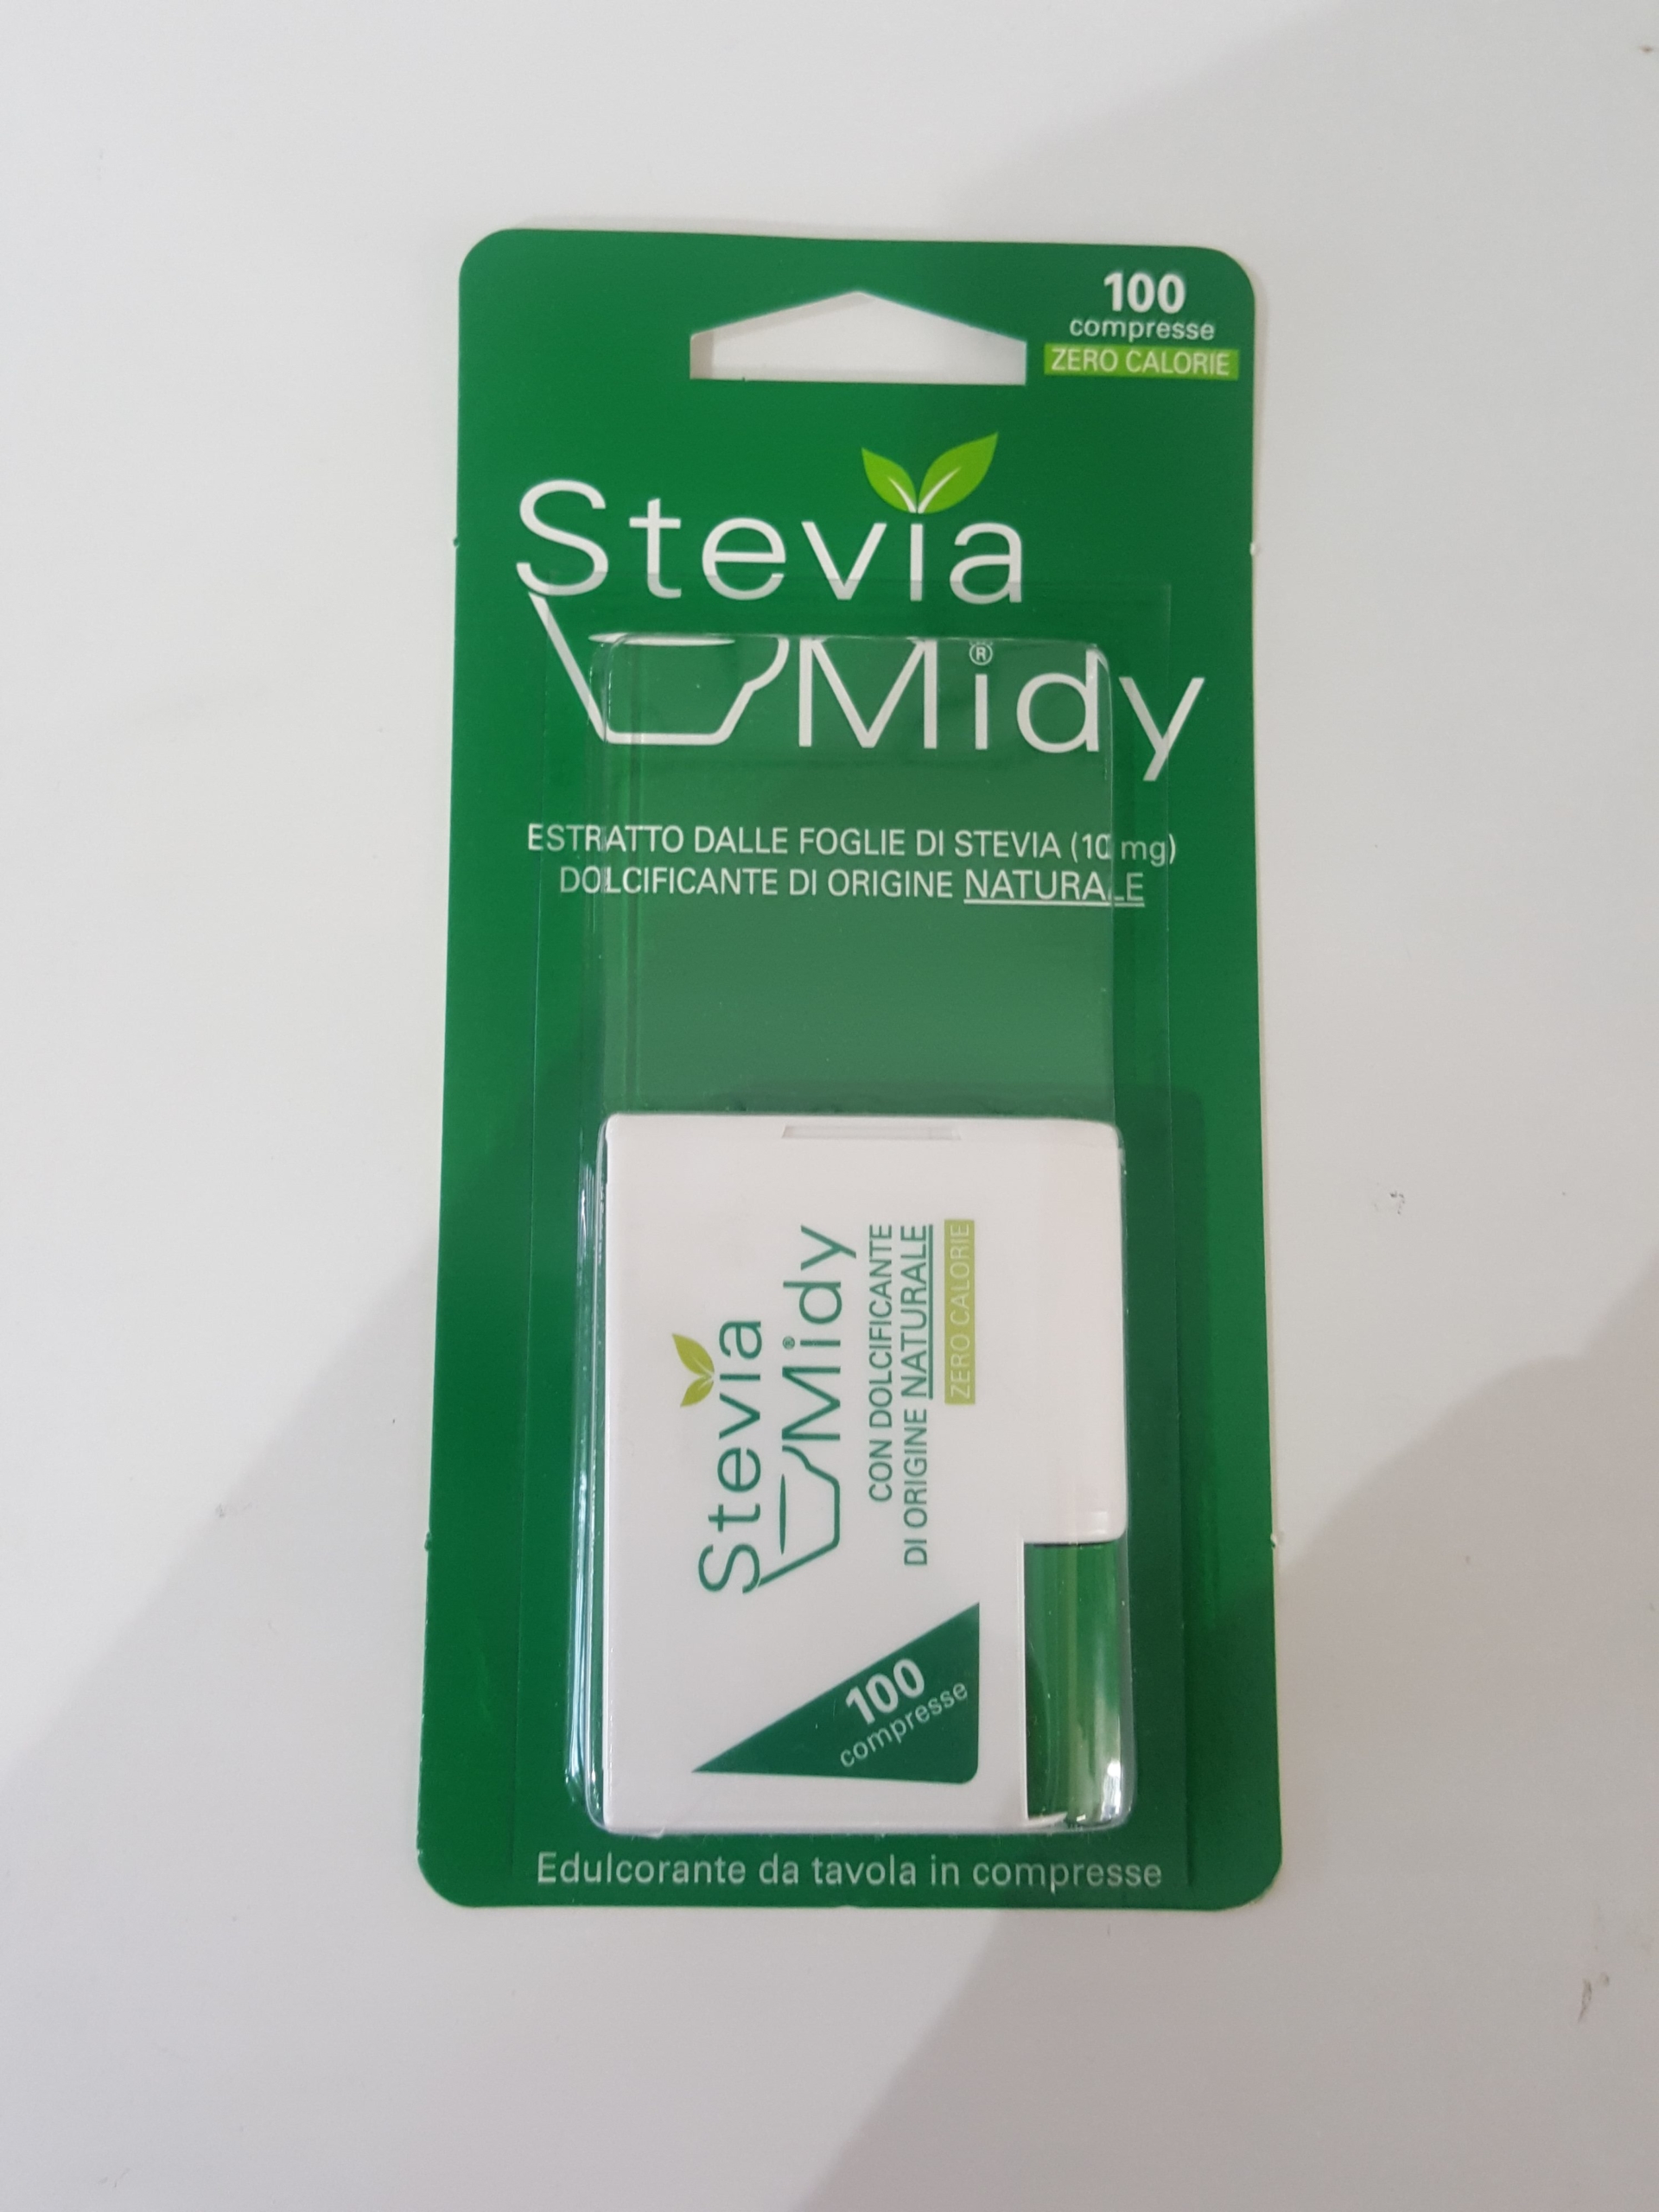 100
compresse
ZERO CALORIE
Stevia
Midy®
ESTRATTO DALLE FOGLIE DI STEVIA (10 mg)
DOLCIFICANTE DI ORIGINE NATURALE
Stevia
Midy®
CON DOLCIFICANTE
DI ORIGINE NATURALE
ZERO CALORIE
100
compresse
Edulcorante da tavola in compresse